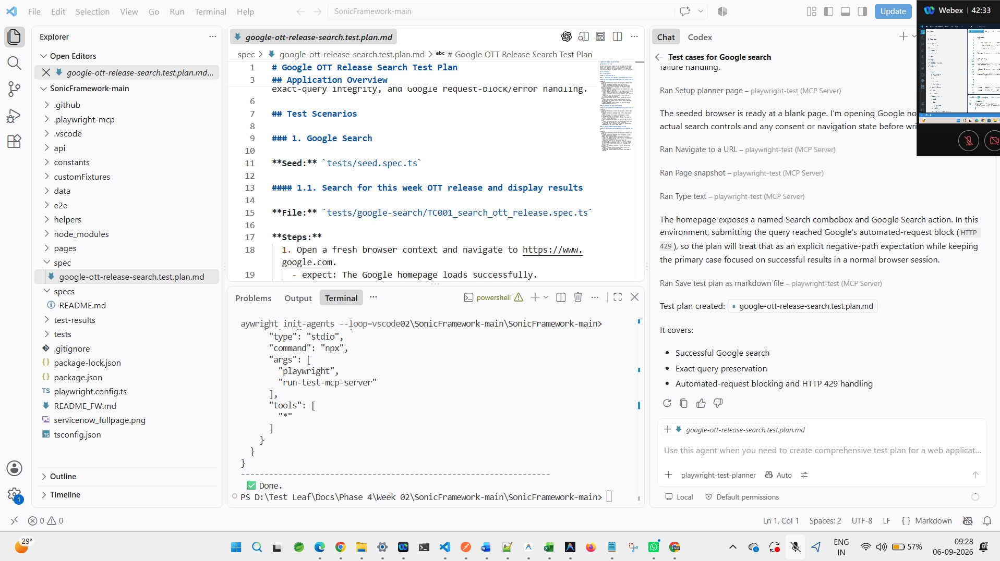 File Edit Selection View Go Run Terminal Help
SonicFramework-main
Update
Webex 42:33
Explorer
Open Editors
google-ott-release-search.test.plan.md...
SonicFramework-main
.github
.playwright-mcp
.vscode
api
constants
customFixtures
data
e2e
helpers
node_modules
pages
spec
google-ott-release-search.test.plan.md
specs
README.md
test-results
tests
.gitignore
package-lock.json
package.json
TS playwright.config.ts
README_FW.md
servicenow_fullpage.png
tsconfig.json
Outline
Timeline
google-ott-release-search.test.plan.md
spec > google-ott-release-search.test.plan.md > abc # Google OTT Release Search Test Plan
1 # Google OTT Release Search Test Plan
3 ## Application Overview
exact-query integrity, and Google request-block/error handling.
6
7 ## Test Scenarios
8
9 ### 1. Google Search
10
11 **Seed:** `tests/seed.spec.ts`
12
13 #### 1.1. Search for this week OTT release and display results
14
15 **File:** `tests/google-search/TC001_search_ott_release.spec.ts`
16
17 **Steps:**
18 1. Open a fresh browser context and navigate to https://www.
google.com.
19 - expect: The Google homepage loads successfully.
Problems Output Terminal ...
powershell
aywright init-agents --loop=vscode02\SonicFramework-main\SonicFramework-main>
"type": "stdio",
"command": "npx",
"args": [
"playwright",
"run-test-mcp-server"
],
"tools": [
"*"
]
}
}
}
------------------------------------------------------------------
✅ Done.
PS D:\Test Leaf\Docs\Phase 4\Week 02\SonicFramework-main\SonicFramework-main>
Chat Codex
Test cases for Google search
failure handling.
Ran Setup planner page – playwright-test (MCP Server)
The seeded browser is ready at a blank page. I'm opening Google no
actual search controls and any consent or navigation state before wri
Ran Navigate to a URL – playwright-test (MCP Server)
Ran Page snapshot – playwright-test (MCP Server)
Ran Type text – playwright-test (MCP Server)
The homepage exposes a named Search combobox and Google Search action. In this
environment, submitting the query reached Google's automated-request block ( HTTP
429 ), so the plan will treat that as an explicit negative-path expectation while keeping
the primary case focused on successful results in a normal browser session.
Ran Save test plan as markdown file – playwright-test (MCP Server)
Test plan created: google-ott-release-search.test.plan.md
It covers:
• Successful Google search
• Exact query preservation
• Automated-request blocking and HTTP 429 handling
google-ott-release-search.test.plan.md
Use this agent when you need to create comprehensive test plan for a web applicat...
playwright-test-planner Auto
Local Default permissions
1
0 0
Ln 1, Col 1 Spaces: 2 UTF-8 LF { } Markdown
29°
ENG
IN
57%
09:28
06-09-2026